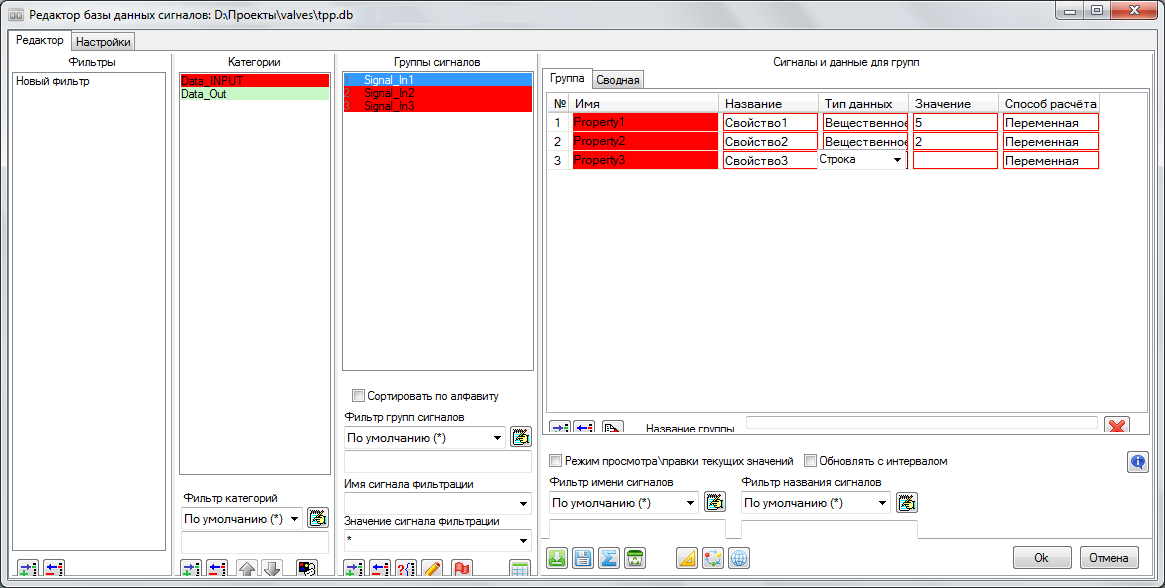 Редактор базы данных сигналов: D:\Проекты\valves\tpp.db
Редактор Настройки
Фильтры
Новый фильтр
Категории
Data_INPUT
Data_Out
Фильтр категорий
По умолчанию (*)
Группы сигналов
1 Signal_In1
2 Signal_In2
3 Signal_In3
Сортировать по алфавиту
Фильтр групп сигналов
По умолчанию (*)
Имя сигнала фильтрации
Значение сигнала фильтрации
*
Сигналы и данные для групп
Группа Сводная
№ Имя Название Тип данных Значение Способ расчёта
1 Property1 Свойство1 Вещественное 5 Переменная
2 Property2 Свойство2 Вещественное 2 Переменная
3 Property3 Свойство3 Строка Переменная
Название группы
Режим просмотра\правки текущих значений Обновлять с интервалом
Фильтр имени сигналов Фильтр названия сигналов
По умолчанию (*) По умолчанию (*)
Ok Отмена